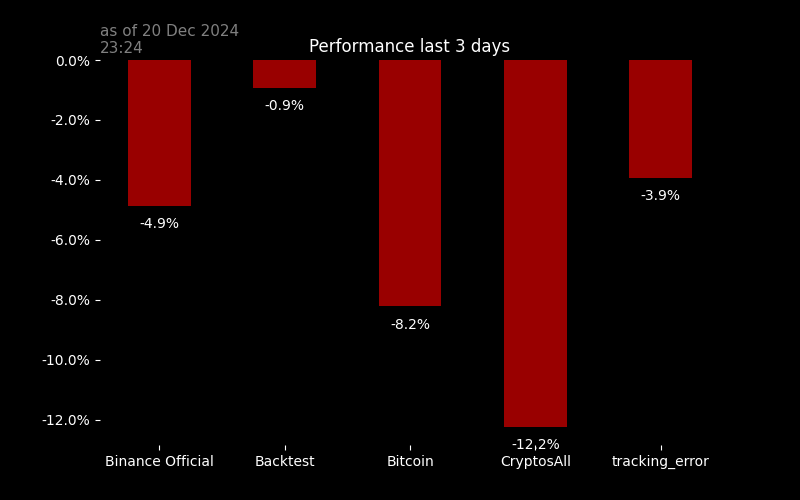 as of 20 Dec 2024
23:24
Performance last 3 days
0.0%
-2.0%
-4.0%
-6.0%
-8.0%
-10.0%
-12.0%
-4.9%
-0.9%
-8.2%
-12.2%
-3.9%
Binance Official
Backtest
Bitcoin
CryptosAll
tracking_error